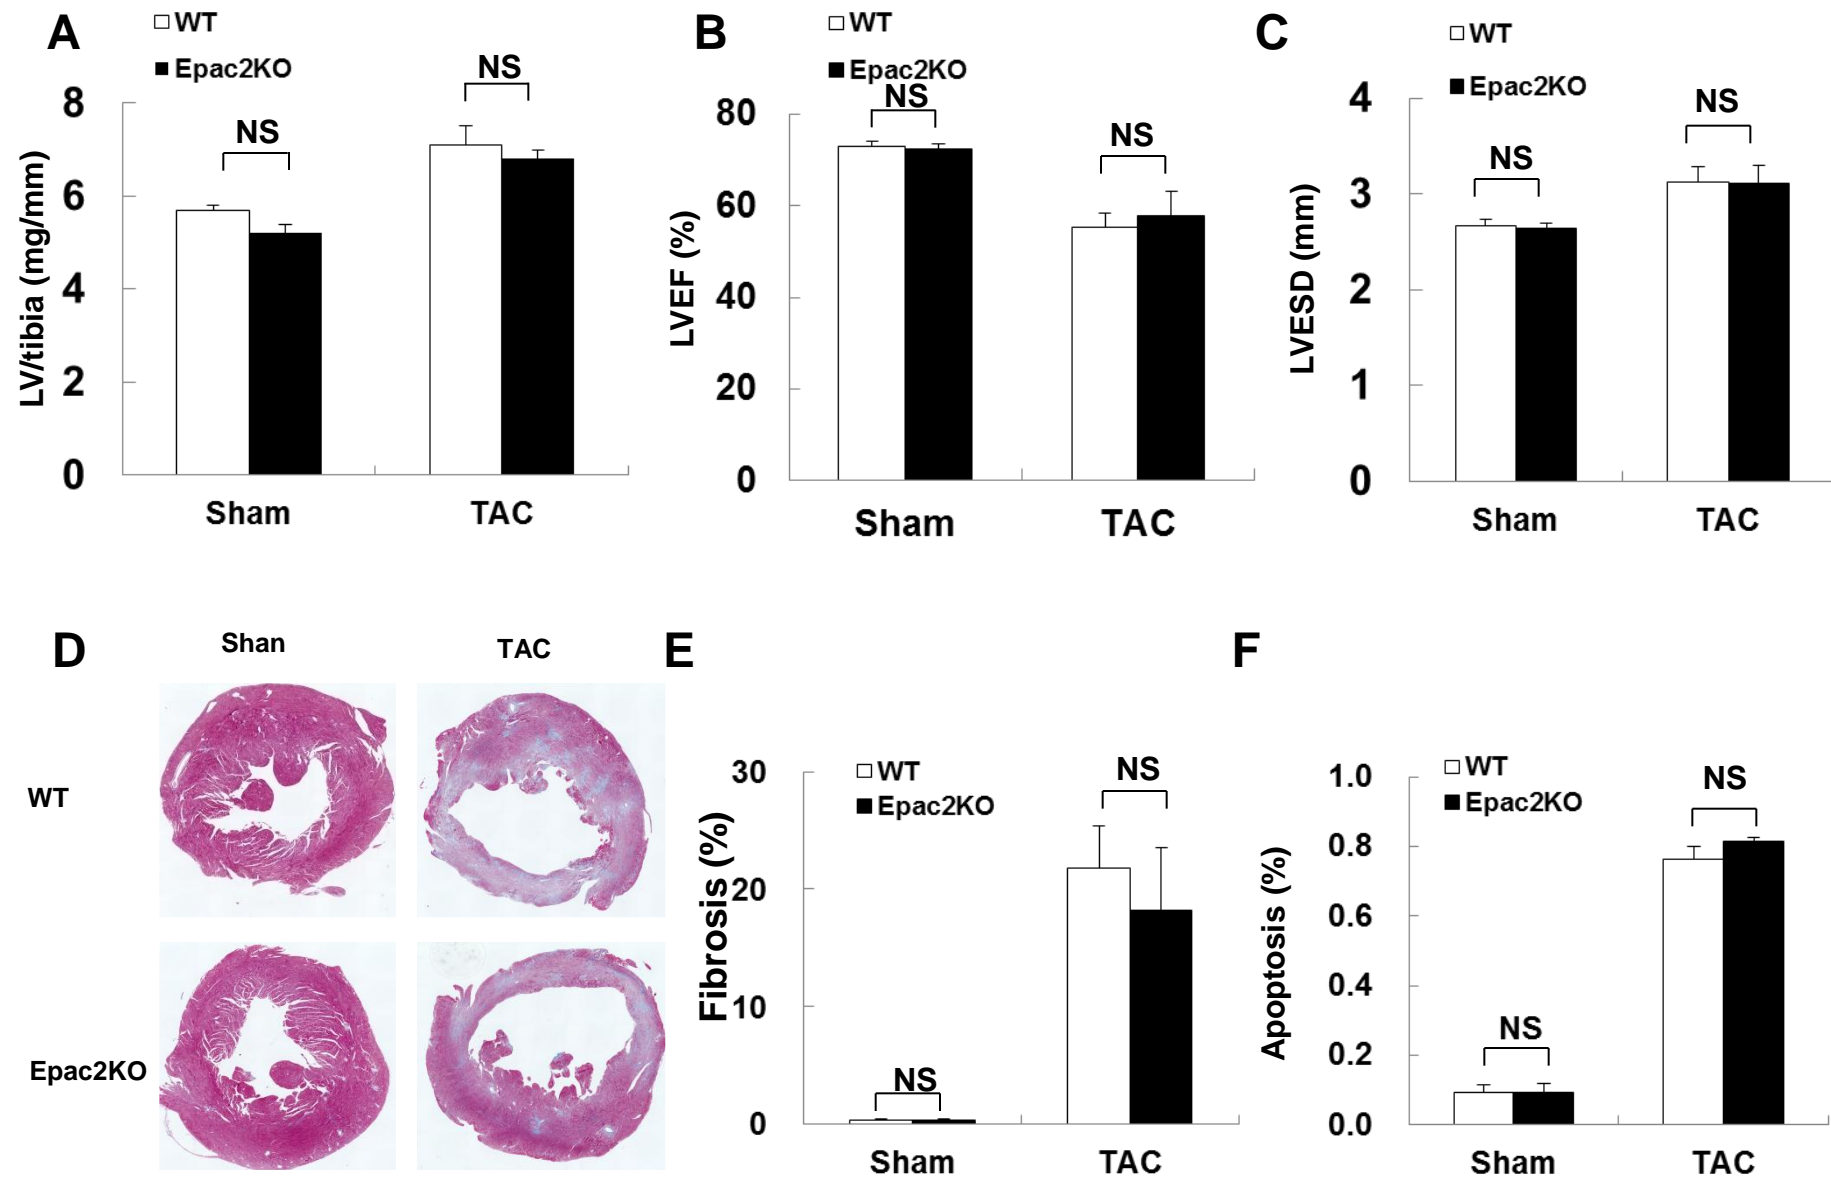 A
WT
Epac2KO
NS
NS
8
6
4
2
0
LV/tibia (mg/mm)
Sham
TAC
B
WT
Epac2KO
NS
NS
80
60
40
20
0
LVEF (%)
Sham
TAC
C
WT
Epac2KO
NS
NS
4
3
2
1
0
LVESD (mm)
Sham
TAC
D
Shan
TAC
WT
Epac2KO
E
WT
Epac2KO
NS
NS
30
20
10
0
Fibrosis (%)
Sham
TAC
F
WT
Epac2KO
NS
NS
1.0
0.8
0.6
0.4
0.2
0.0
Apoptosis (%)
Sham
TAC